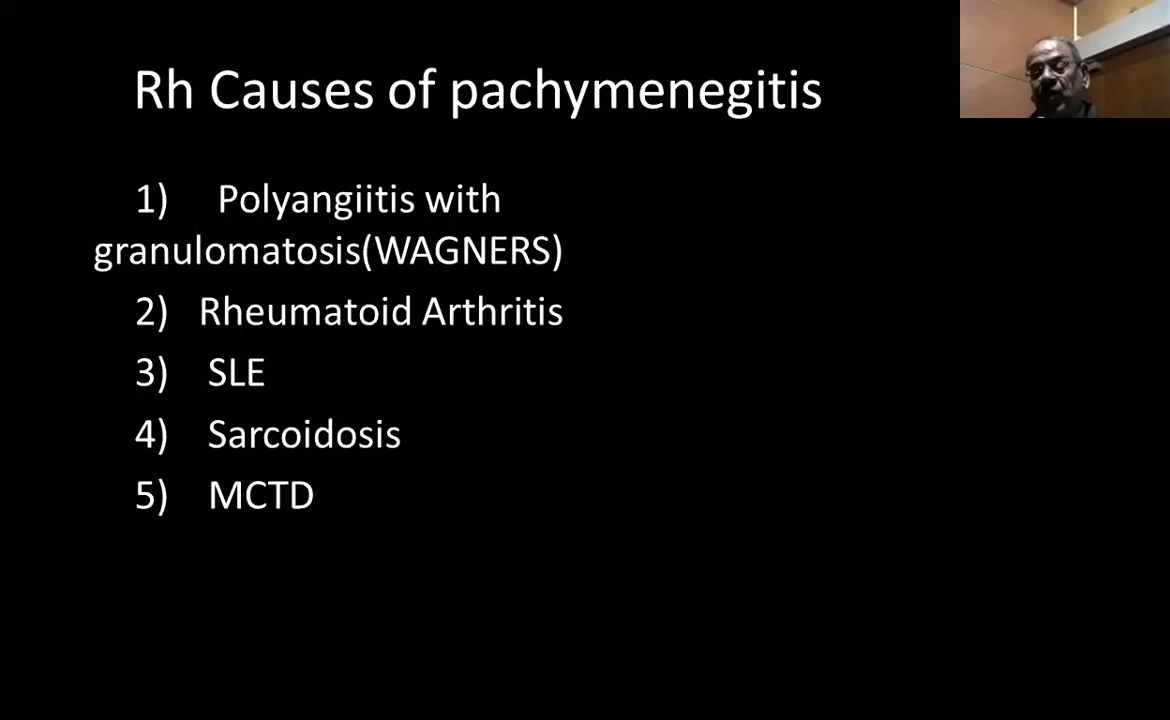 Rh Causes of pachymenegitis
1) Polyangiitis with
granulomatosis(WAGNERS)
2) Rheumatoid Arthritis
3) SLE
4) Sarcoidosis
5) MCTD